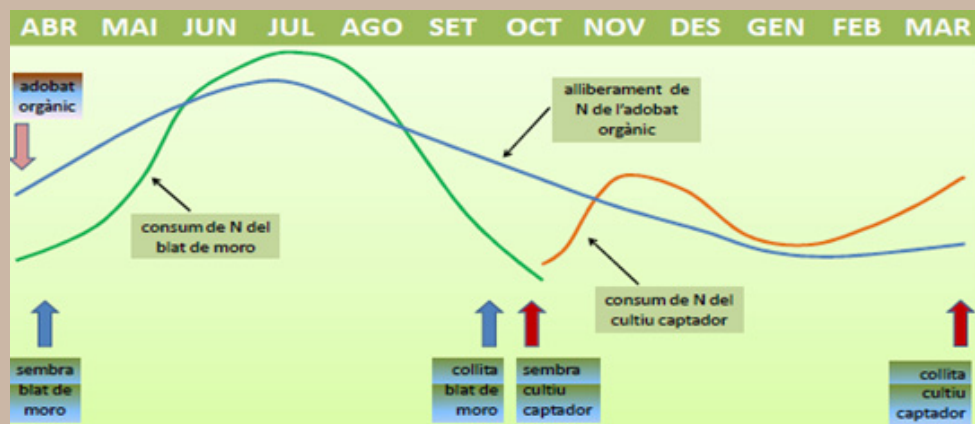 ABR MAI JUN JUL AGO SET OCT NOV DES GEN FEB MAR
adobat
orgànic
alliberament de
N de l'adobat
orgànic
consum de N del
blat de moro
consum de N del
cultiu captador
sembra
blat de
moro
collita
blat de
moro
sembra
cultiu
captador
collita
cultiu
captador